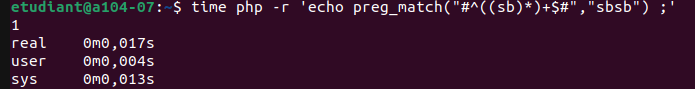 etudiant@a104-07:~$ time php -r 'echo preg_match("#^((sb)*)+$#","sbsb") ;'
1
real	0m0,017s
user	0m0,004s
sys	0m0,013s